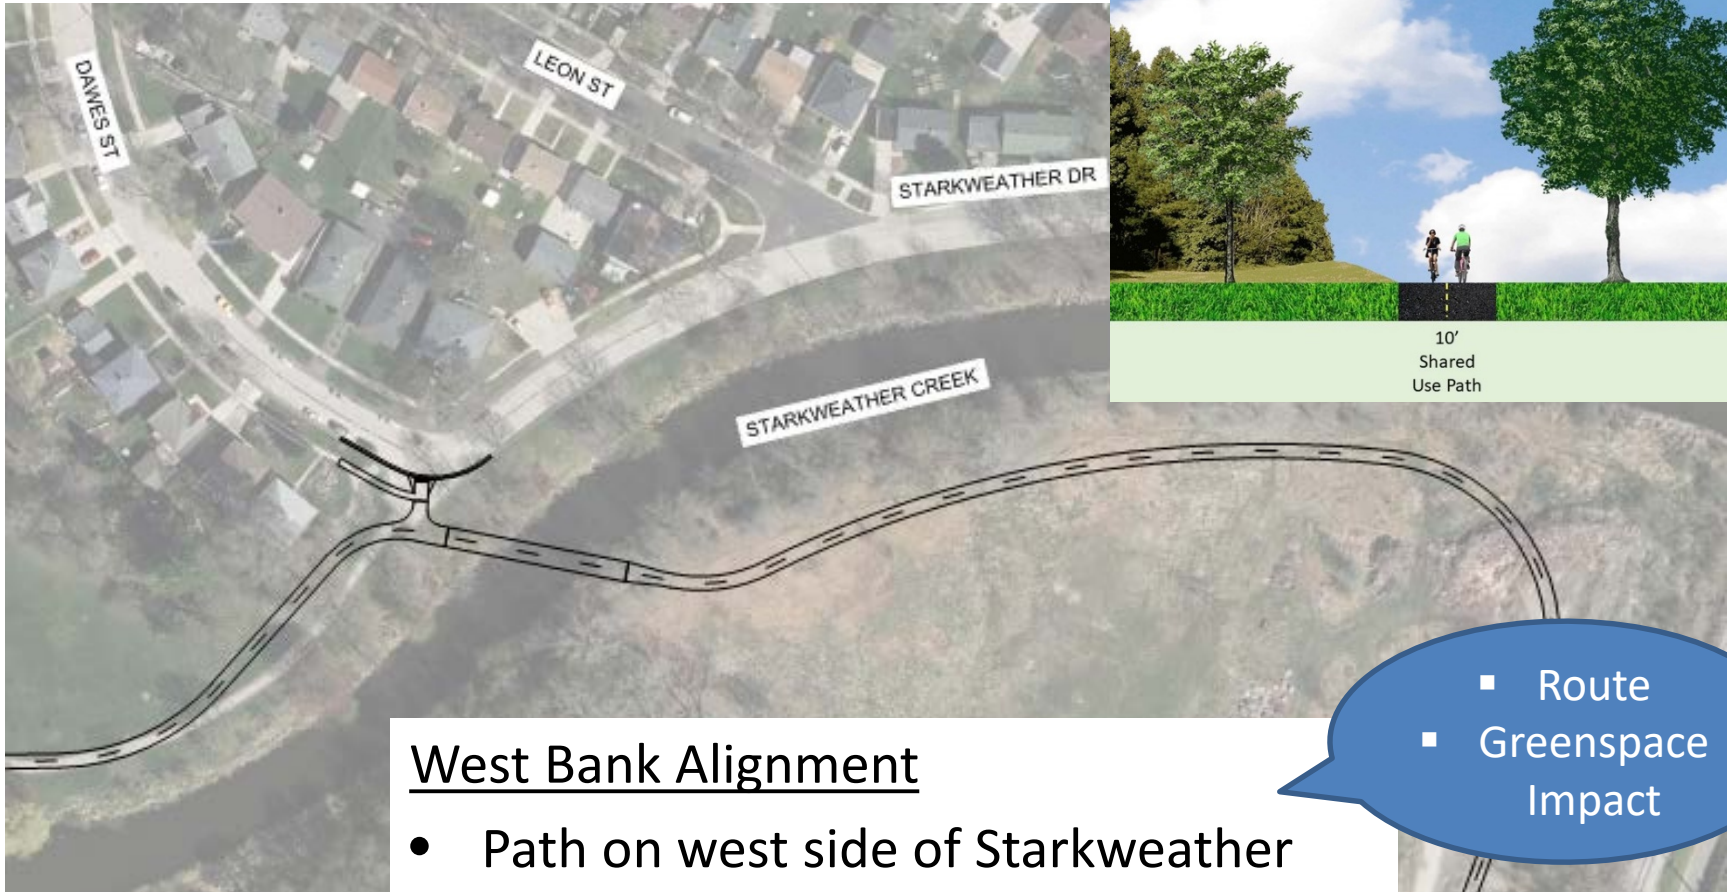 DAWES ST
LEON ST
STARKWEATHER DR
STARKWEATHER CREEK
10'
Shared
Use Path
West Bank Alignment
• Path on west side of Starkweather
▪ Route
▪ Greenspace
Impact